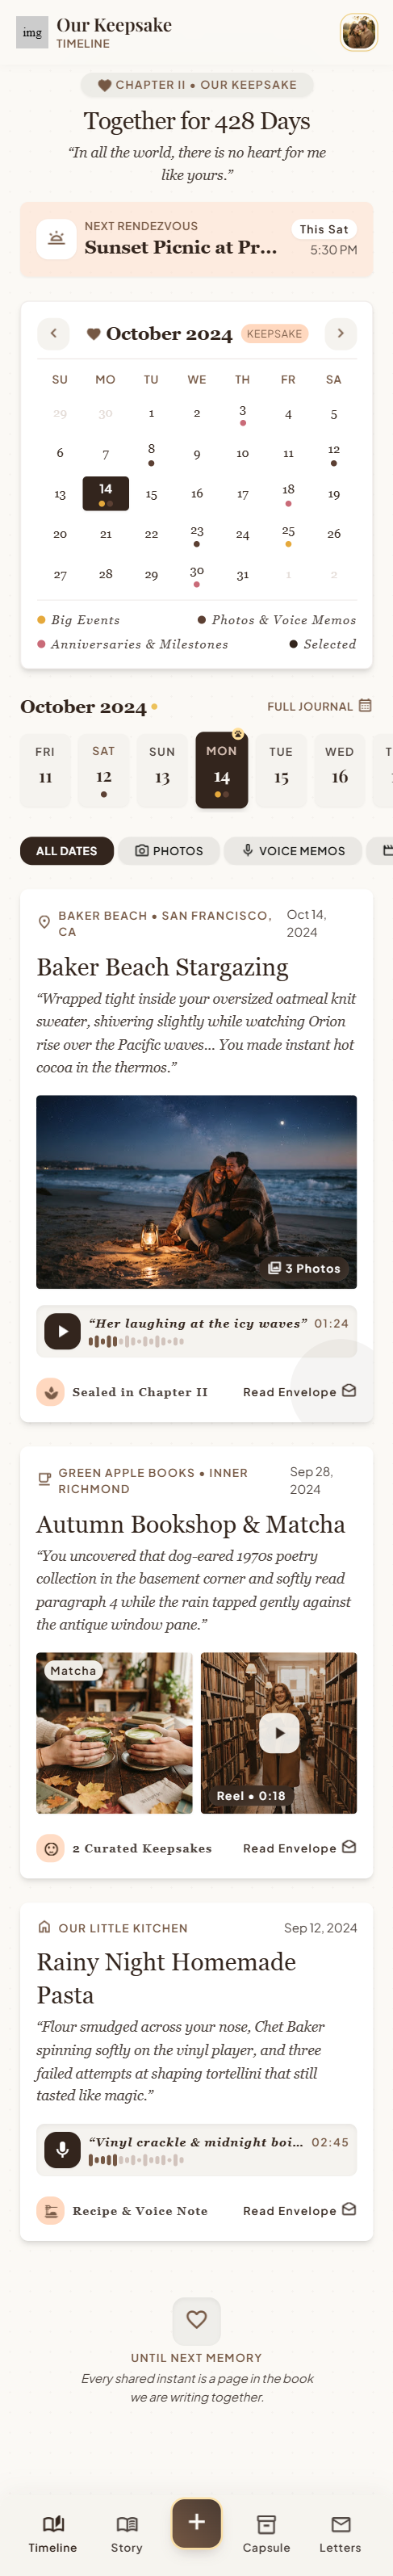 img
Our Keepsake
TIMELINE
CHAPTER II • OUR KEEPSAKE
Together for 428 Days
“In all the world, there is no heart for me
like yours.”
NEXT RENDEZVOUS
Sunset Picnic at Pr...
This Sat
5:30 PM
October 2024
KEEPSAKE
SU MO TU WE TH FR SA
29 30 1 2 3 4 5
6 7 8 9 10 11 12
13 14 15 16 17 18 19
20 21 22 23 24 25 26
27 28 29 30 31 1 2
Big Events
Photos & Voice Memos
Anniversaries & Milestones
Selected
October 2024
FULL JOURNAL
FRI SAT SUN MON TUE WED
11 12 13 14 15 16
ALL DATES
PHOTOS
VOICE MEMOS
BAKER BEACH • SAN FRANCISCO,
CA
Oct 14,
2024
Baker Beach Stargazing
“Wrapped tight inside your oversized oatmeal knit
sweater, shivering slightly while watching Orion
rise over the Pacific waves... You made instant hot
cocoa in the thermos.”
3 Photos
“Her laughing at the icy waves”
01:24
Sealed in Chapter II
Read Envelope
GREEN APPLE BOOKS • INNER
RICHMOND
Sep 28,
2024
Autumn Bookshop & Matcha
“You uncovered that dog-eared 1970s poetry
collection in the basement corner and softly read
paragraph 4 while the rain tapped gently against
the antique window pane.”
Matcha
Reel • 0:18
2 Curated Keepsakes
Read Envelope
OUR LITTLE KITCHEN
Sep 12, 2024
Rainy Night Homemade
Pasta
“Flour smudged across your nose, Chet Baker
spinning softly on the vinyl player, and three
failed attempts at shaping tortellini that still
tasted like magic.”
“Vinyl crackle & midnight boi...
02:45
Recipe & Voice Note
Read Envelope
UNTIL NEXT MEMORY
Every shared instant is a page in the book
we are writing together.
Timeline
Story
Capsule
Letters